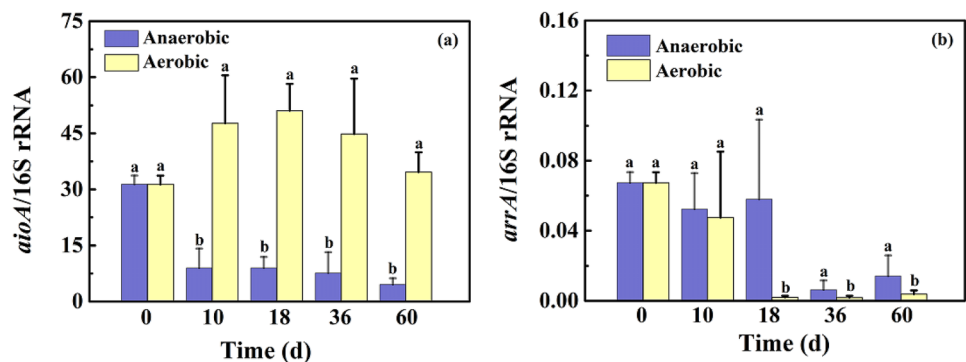 75
60
45
30
15
0
aioA/16S rRNA
Anaerobic
Aerobic
(a)
a a
b a
b a
b a
b a
0 10 18 36 60
Time (d)
0.16
0.12
0.08
0.04
0.00
arrA/16S rRNA
Anaerobic
Aerobic
(b)
a a
a a
a b
a b
a b
0 10 18 36 60
Time (d)